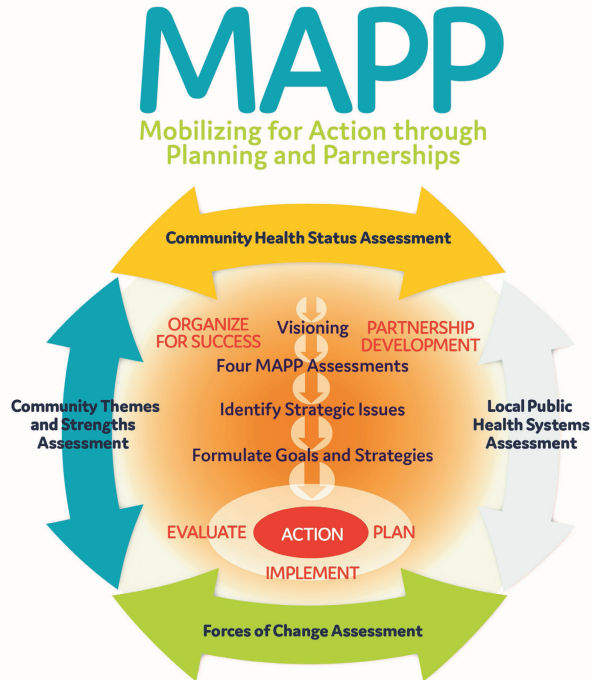 MAPP
Mobilizing for Action through
Planning and Parnerships
Community Health Status Assessment
ORGANIZE
FOR SUCCESS
Visioning
PARTNERSHIP
DEVELOPMENT
Four MAPP Assessments
Community Themes
and Strengths
Assessment
Identify Strategic Issues
Local Public
Health Systems
Assessment
Formulate Goals and Strategies
EVALUATE
ACTION
PLAN
IMPLEMENT
Forces of Change Assessment